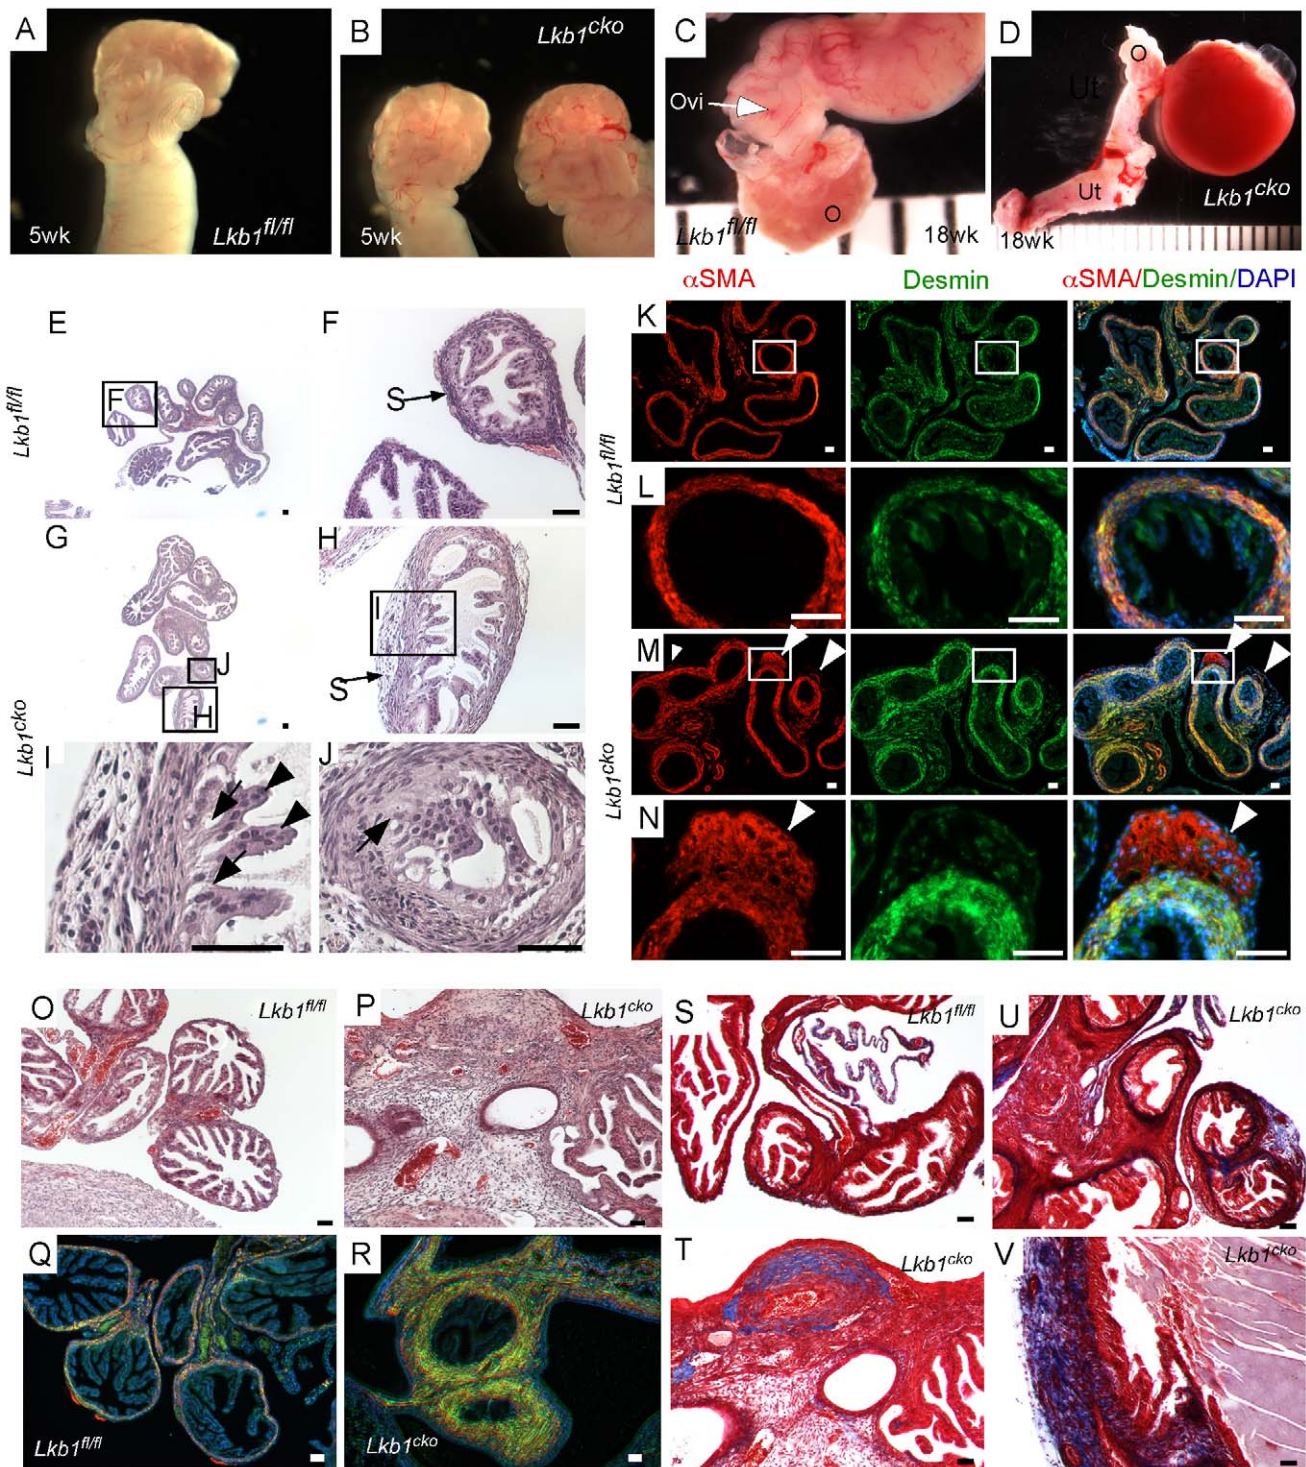 A
5wk
Lkb1fl/fl
B
Lkb1cko
5wk
C
Ovi
O
Lkb1fl/fl
18wk
D
O
Ut
Ut
Lkb1cko
18wk
αSMA
Desmin
αSMA/Desmin/DAPI
E
F
Lkb1fl/fl
F
S
G
J
H
Lkb1cko
H
I
S
I
J
K
Lkb1fl/fl
L
M
Lkb1cko
N
O
Lkb1fl/fl
P
Lkb1cko
S
Lkb1fl/fl
U
Lkb1cko
Q
Lkb1fl/fl
R
Lkb1cko
T
Lkb1cko
V
Lkb1cko